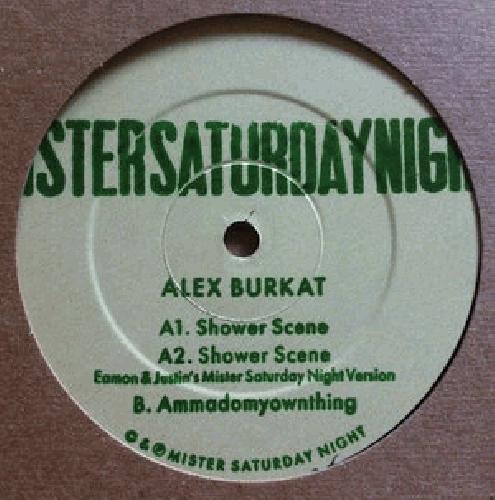 ISTERSATURDAYNIGH
ALEX BURKAT
A1. Shower Scene
A2. Shower Scene
Eamon & Justin's Mister Saturday Night Version
B. Ammadomyownthing
© & ℗ MISTER SATURDAY NIGHT